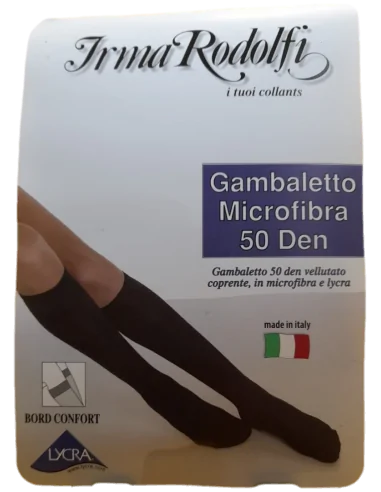 Irma Rodolfi
i tuoi collants
Gambaletto
Microfibra
50 Den
Gambaletto 50 den vellutato
coprente, in microfibra e lycra
made in italy
BORD CONFORT
LYCRA